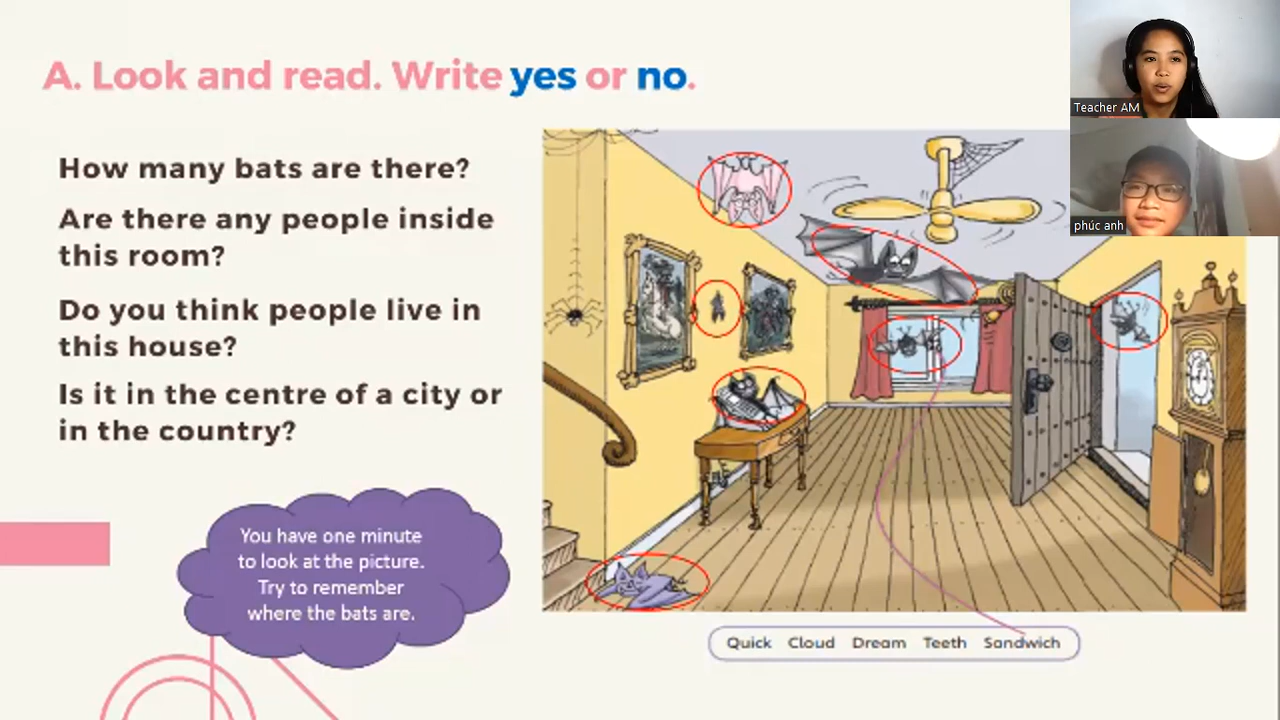 A. Look and read. Write yes or no.
How many bats are there?
Are there any people inside
this room?
Do you think people live in
this house?
Is it in the centre of a city or
in the country?
You have one minute
to look at the picture.
Try to remember
where the bats are.
Quick Cloud Dream Teeth Sandwich
Teacher AM
phúc anh